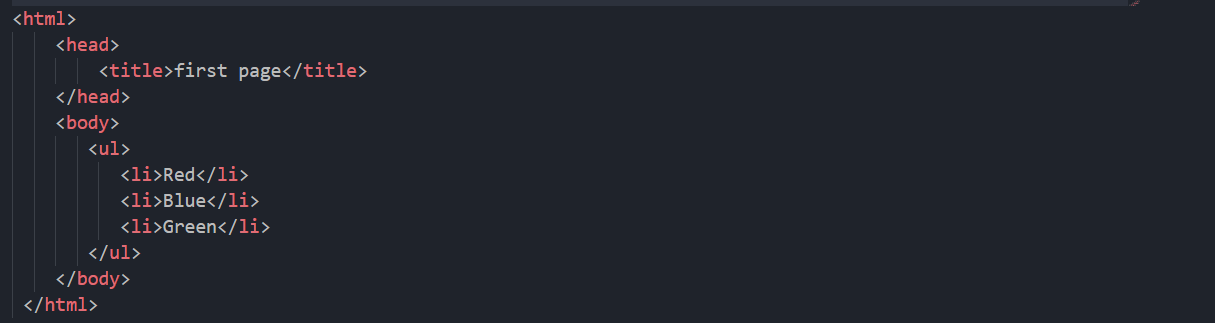 <html>
<head>
<title>first page</title>
</head>
<body>
<ul>
<li>Red</li>
<li>Blue</li>
<li>Green</li>
</ul>
</body>
</html>